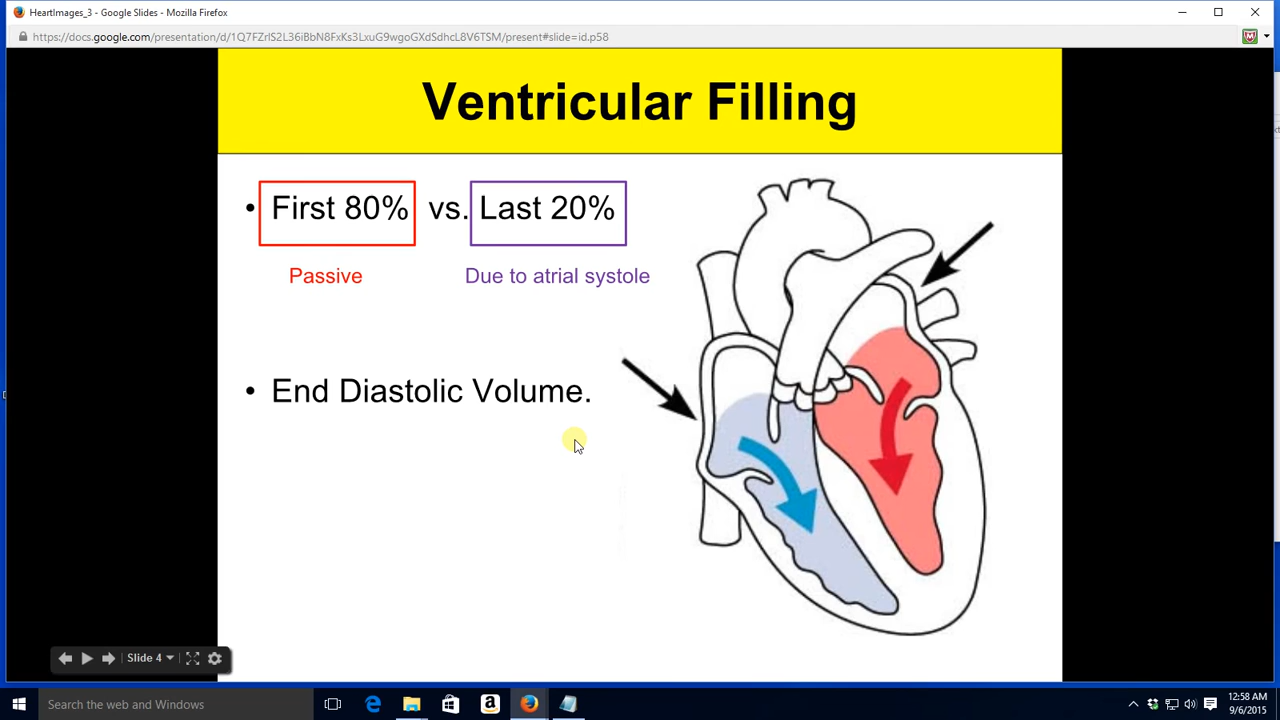 HeartImages_3 - Google Slides - Mozilla Firefox
https://docs.google.com/presentation/d/1Q7FZrlS2L36iBbN8FxKs3LxuG9wgoGXdSdhcL8V6TSM/present#slide=id.p58
Ventricular Filling
• First 80% vs. Last 20%
Passive Due to atrial systole
• End Diastolic Volume.
Slide 4
Search the web and Windows
12:58 AM
9/6/2015